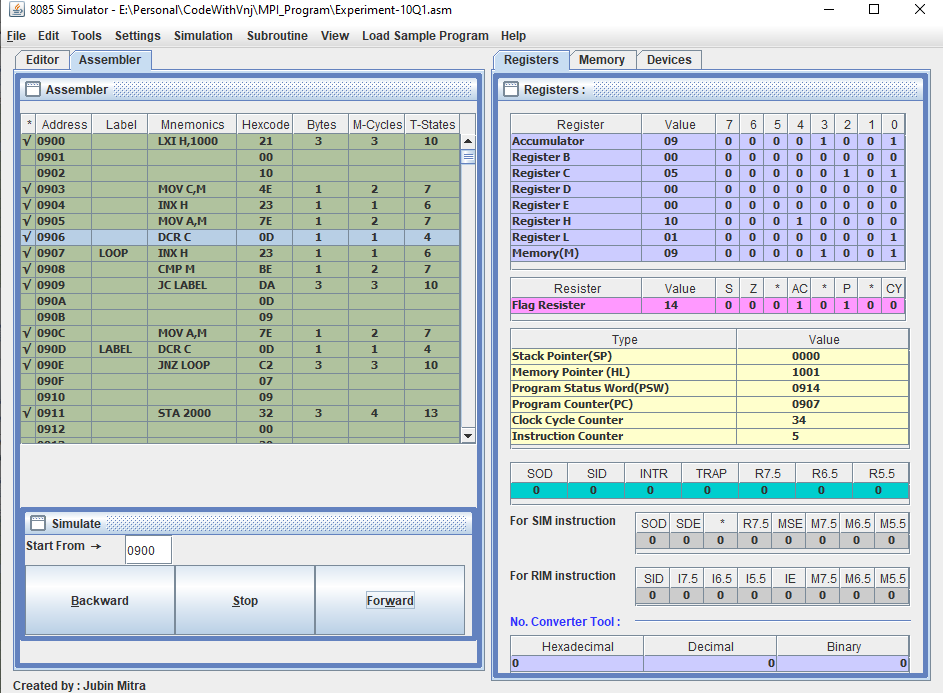 8085 Simulator - E:\Personal\CodeWithVnj\MPI_Program\Experiment-10Q1.asm
File Edit Tools Settings Simulation Subroutine View Load Sample Program Help
Editor Assembler
Assembler
* Address Label Mnemonics Hexcode Bytes M-Cycles T-States
√ 0900 LXI H,1000 21 3 3 10
0901 00
0902 10
√ 0903 MOV C,M 4E 1 2 7
√ 0904 INX H 23 1 1 6
√ 0905 MOV A,M 7E 1 2 7
√ 0906 DCR C 0D 1 1 4
√ 0907 LOOP INX H 23 1 1 6
√ 0908 CMP M BE 1 2 7
√ 0909 JC LABEL DA 3 3 10
090A 0D
090B 09
√ 090C MOV A,M 7E 1 2 7
√ 090D LABEL DCR C 0D 1 1 4
√ 090E JNZ LOOP C2 3 3 10
090F 07
0910 09
√ 0911 STA 2000 32 3 4 13
0912 00
Simulate
Start From → 0900
Backward Stop Forward
Created by : Jubin Mitra
Registers Memory Devices
Registers :
Register Value 7 6 5 4 3 2 1 0
Accumulator 09 0 0 0 0 1 0 0 1
Register B 00 0 0 0 0 0 0 0 0
Register C 05 0 0 0 0 0 1 0 1
Register D 00 0 0 0 0 0 0 0 0
Register E 00 0 0 0 0 0 0 0 0
Register H 10 0 0 0 1 0 0 0 0
Register L 01 0 0 0 0 0 0 0 1
Memory(M) 09 0 0 0 0 1 0 0 1
Resister Value S Z * AC * P * CY
Flag Resister 14 0 0 0 1 0 1 0 0
Type Value
Stack Pointer(SP) 0000
Memory Pointer (HL) 1001
Program Status Word(PSW) 0914
Program Counter(PC) 0907
Clock Cycle Counter 34
Instruction Counter 5
SOD SID INTR TRAP R7.5 R6.5 R5.5
0 0 0 0 0 0 0
For SIM instruction
SOD SDE * R7.5 MSE M7.5 M6.5 M5.5
0 0 0 0 0 0 0 0
For RIM instruction
SID I7.5 I6.5 I5.5 IE M7.5 M6.5 M5.5
0 0 0 0 0 0 0 0
No. Converter Tool :
Hexadecimal Decimal Binary
0 0 0